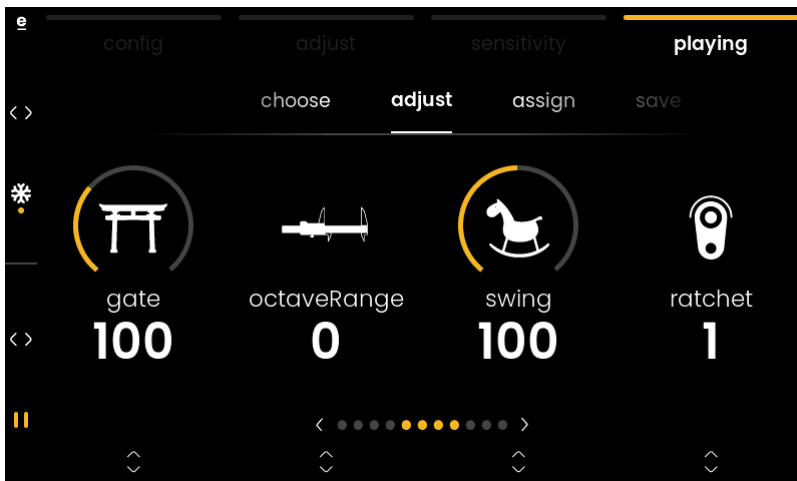 e
config adjust sensitivity playing
choose adjust assign save
gate octaveRange swing ratchet
100 0 100 1